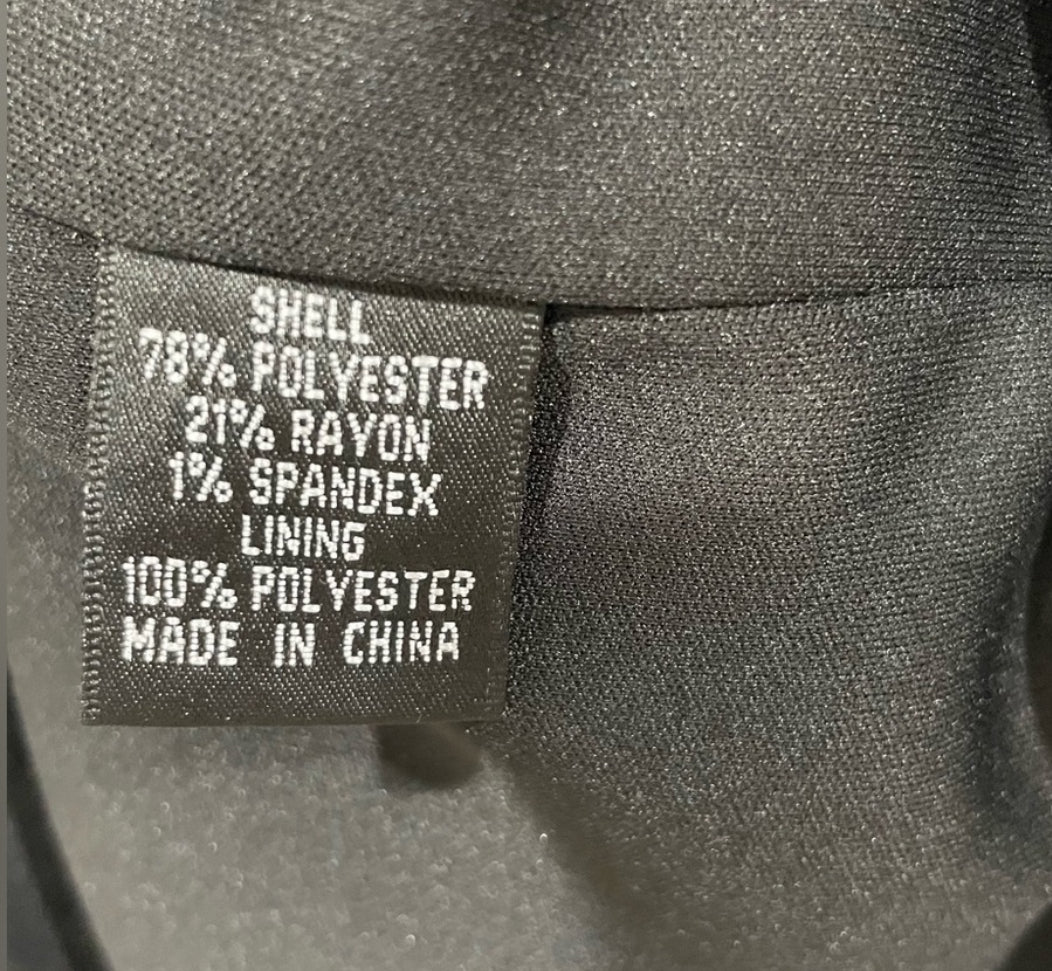 SHELL
78% POLYESTER
21% RAYON
1% SPANDEX
LINING
100% POLYESTER
MADE IN CHINA